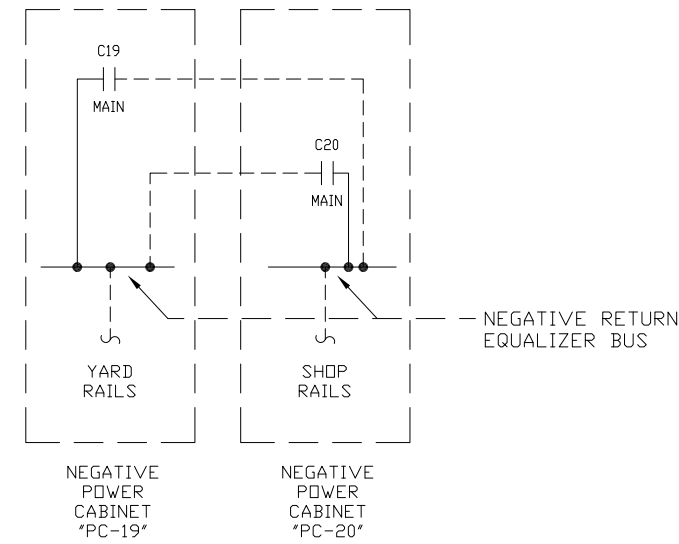 C19
MAIN
C20
MAIN
NEGATIVE RETURN
EQUALIZER BUS
YARD
RAILS
SHOP
RAILS
NEGATIVE
POWER
CABINET
"PC-19"
NEGATIVE
POWER
CABINET
"PC-20"